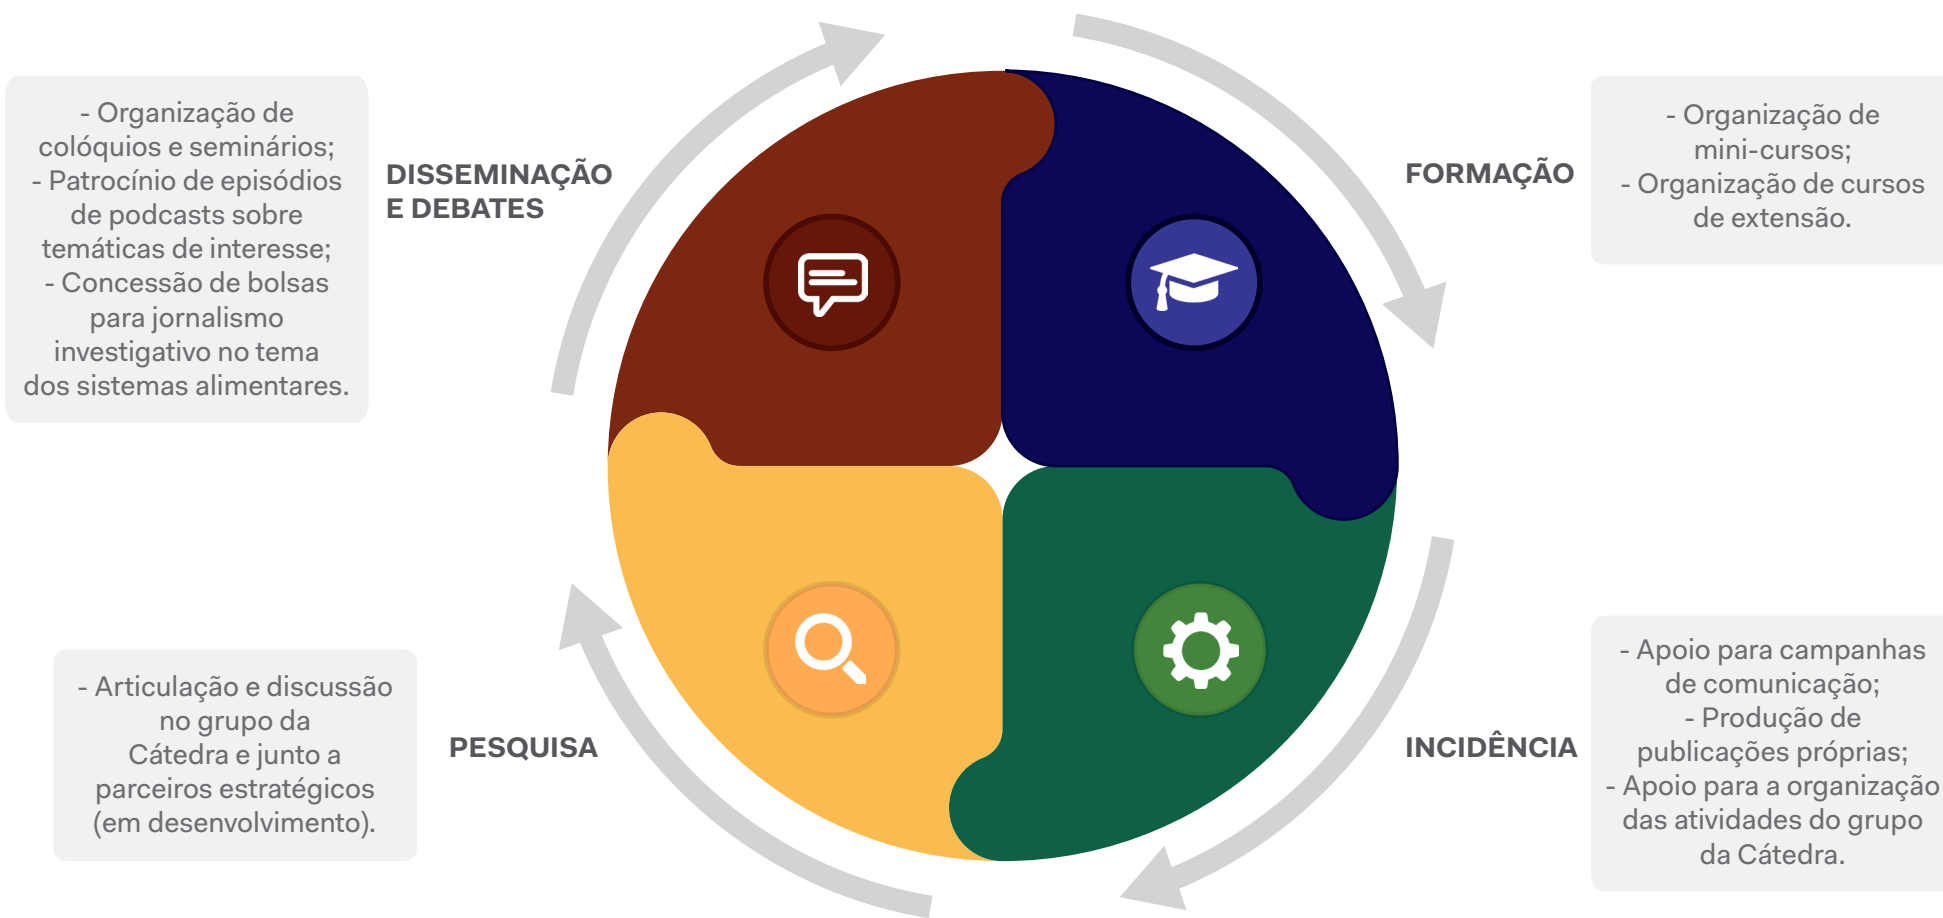 - Organização de
colóquios e seminários;
- Patrocínio de episódios
de podcasts sobre
temáticas de interesse;
- Concessão de bolsas
para jornalismo
investigativo no tema
dos sistemas alimentares.
DISSEMINAÇÃO
E DEBATES
FORMAÇÃO
- Organização de
mini-cursos;
- Organização de cursos
de extensão.
- Articulação e discussão
no grupo da
Cátedra e junto a
parceiros estratégicos
(em desenvolvimento).
PESQUISA
INCIDÊNCIA
- Apoio para campanhas
de comunicação;
- Produção de
publicações próprias;
- Apoio para a organização
das atividades do grupo
da Cátedra.